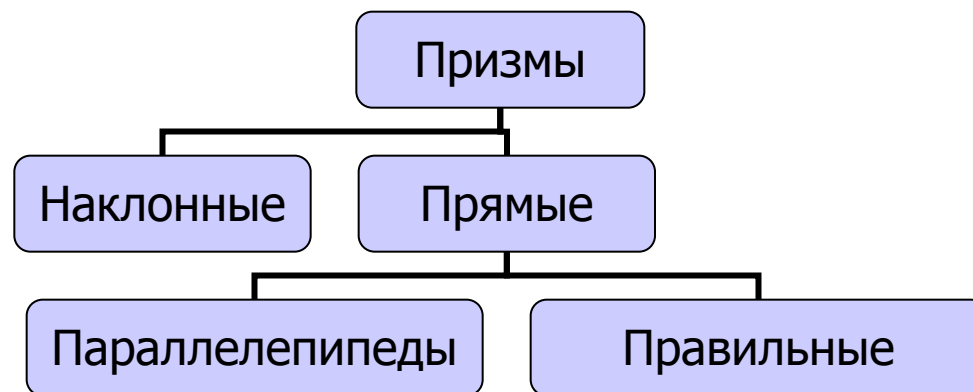 Призмы
Наклонные
Прямые
Параллелепипеды
Правильные